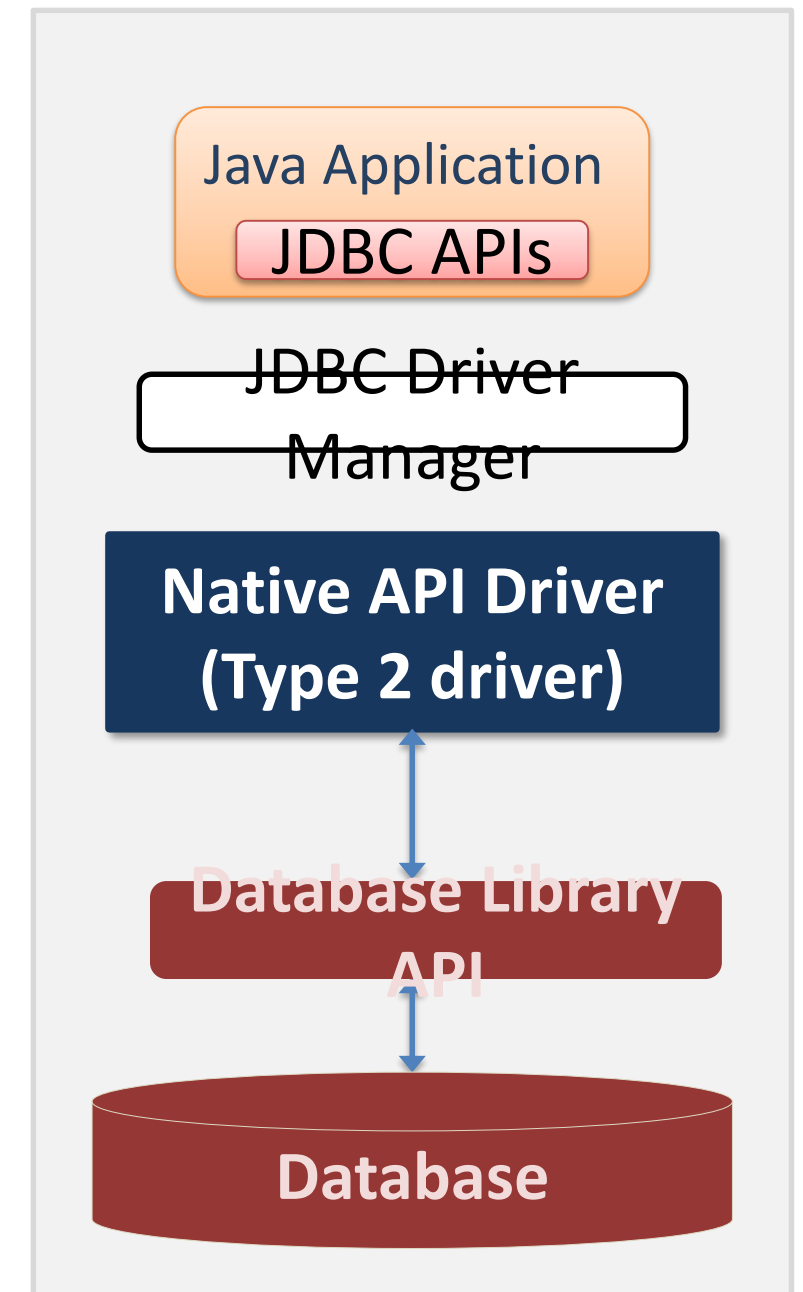 Java Application
JDBC APIs
JDBC Driver
Manager
Native API Driver
(Type 2 driver)
Database Library
API
Database